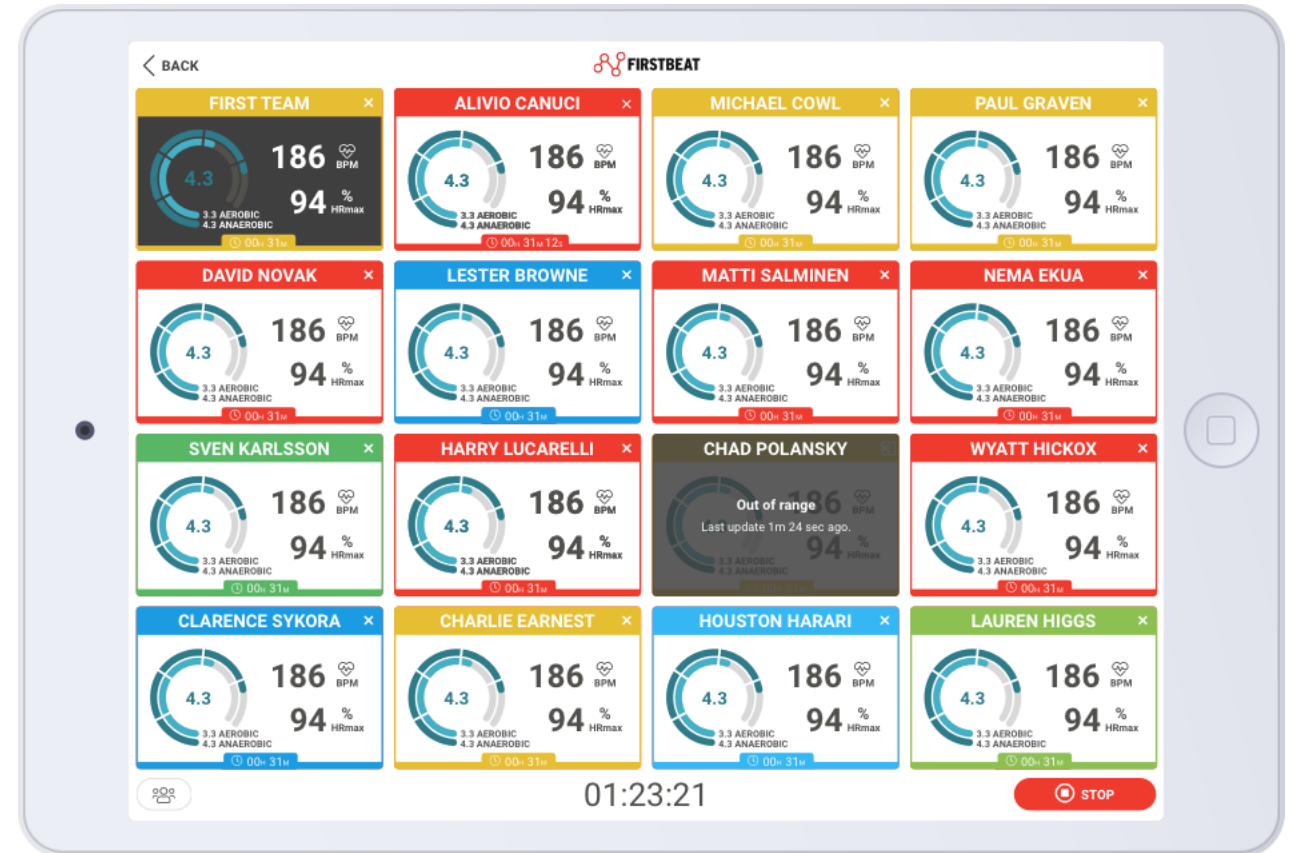 BACK
FIRSTBEAT
FIRST TEAM ×
4.3
186 BPM
94 % HRmax
3.3 AEROBIC
4.3 ANAEROBIC
00H 31M
ALIVIO CANUCI ×
4.3
186 BPM
94 % HRmax
3.3 AEROBIC
4.3 ANAEROBIC
00H 31M 12S
MICHAEL COWL ×
4.3
186 BPM
94 % HRmax
3.3 AEROBIC
4.3 ANAEROBIC
00H 31M
PAUL GRAVEN ×
4.3
186 BPM
94 % HRmax
3.3 AEROBIC
4.3 ANAEROBIC
00H 31M
DAVID NOVAK ×
4.3
186 BPM
94 % HRmax
3.3 AEROBIC
4.3 ANAEROBIC
00H 31M
LESTER BROWNE ×
4.3
186 BPM
94 % HRmax
3.3 AEROBIC
4.3 ANAEROBIC
00H 31M
MATTI SALMINEN ×
4.3
186 BPM
94 % HRmax
3.3 AEROBIC
4.3 ANAEROBIC
00H 31M
NEMA EKUA ×
4.3
186 BPM
94 % HRmax
3.3 AEROBIC
4.3 ANAEROBIC
00H 31M
SVEN KARLSSON ×
4.3
186 BPM
94 % HRmax
3.3 AEROBIC
4.3 ANAEROBIC
00H 31M
HARRY LUCARELLI ×
4.3
186 BPM
94 % HRmax
3.3 AEROBIC
4.3 ANAEROBIC
00H 31M
CHAD POLANSKY
186 BPM
Out of range
Last update 1m 24 sec ago.
94 % HRmax
3.3 AEROBIC
4.3 ANAEROBIC
00H 31M
WYATT HICKOX ×
4.3
186 BPM
94 % HRmax
3.3 AEROBIC
4.3 ANAEROBIC
00H 31M
CLARENCE SYKORA ×
4.3
186 BPM
94 % HRmax
3.3 AEROBIC
4.3 ANAEROBIC
00H 31M
CHARLIE EARNEST ×
4.3
186 BPM
94 % HRmax
3.3 AEROBIC
4.3 ANAEROBIC
00H 31M
HOUSTON HARARI ×
4.3
186 BPM
94 % HRmax
3.3 AEROBIC
4.3 ANAEROBIC
00H 31M
LAUREN HIGGS ×
4.3
186 BPM
94 % HRmax
3.3 AEROBIC
4.3 ANAEROBIC
00H 31M
01:23:21
STOP